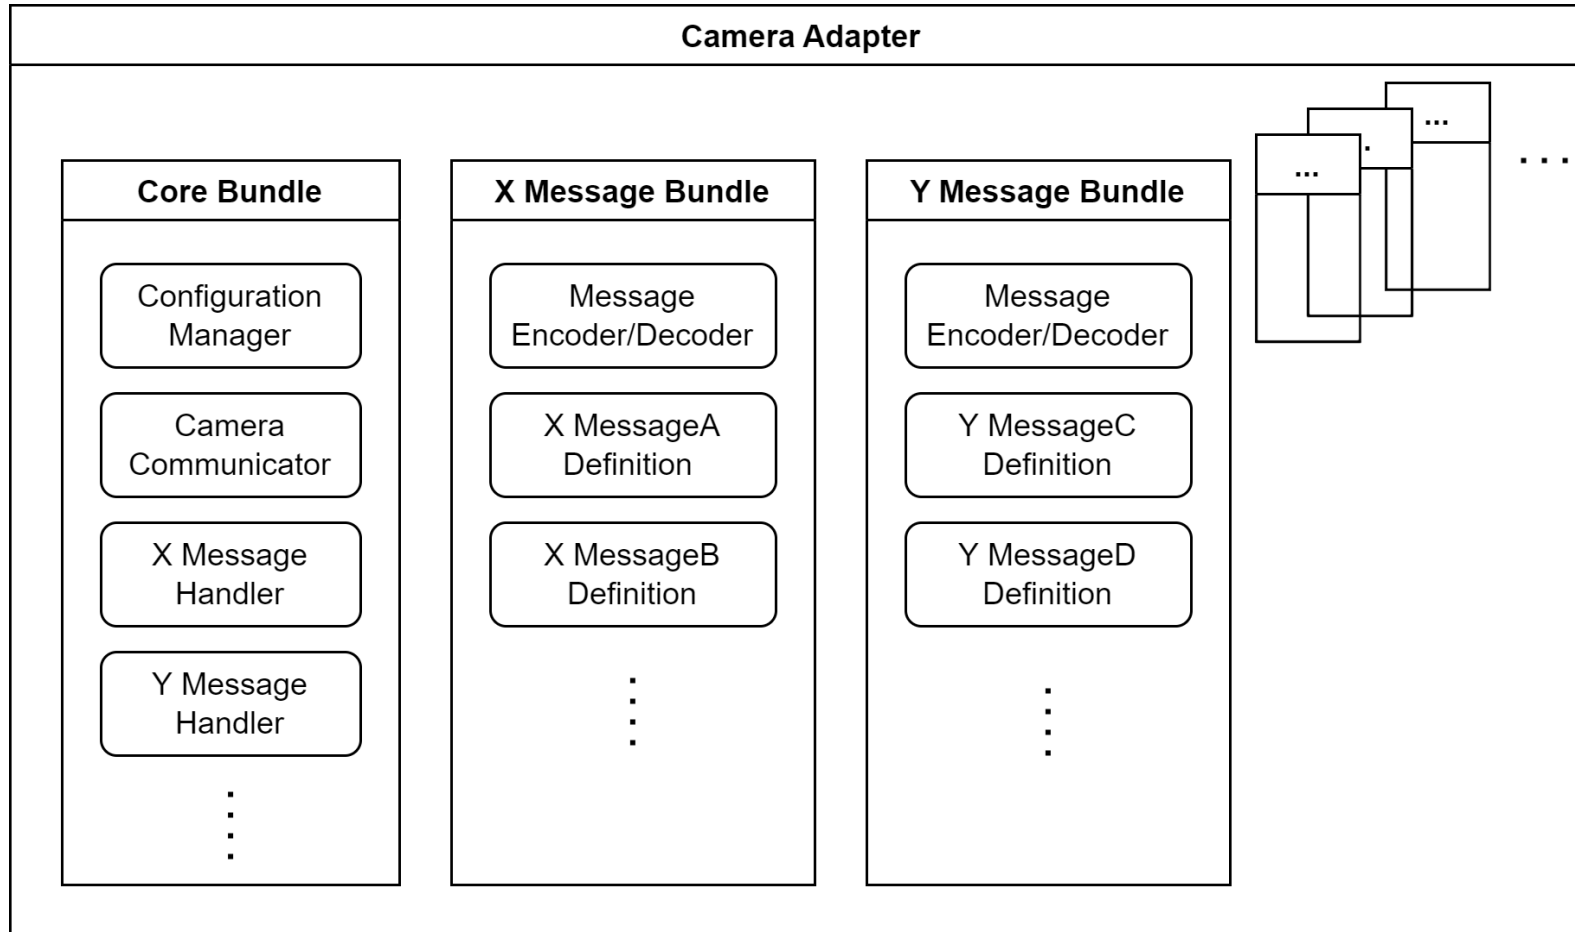 Camera Adapter
Core Bundle
Configuration
Manager
Camera
Communicator
X Message
Handler
Y Message
Handler
X Message Bundle
Message
Encoder/Decoder
X MessageA
Definition
X MessageB
Definition
Y Message Bundle
Message
Encoder/Decoder
Y MessageC
Definition
Y MessageD
Definition
...
.
...
. . .